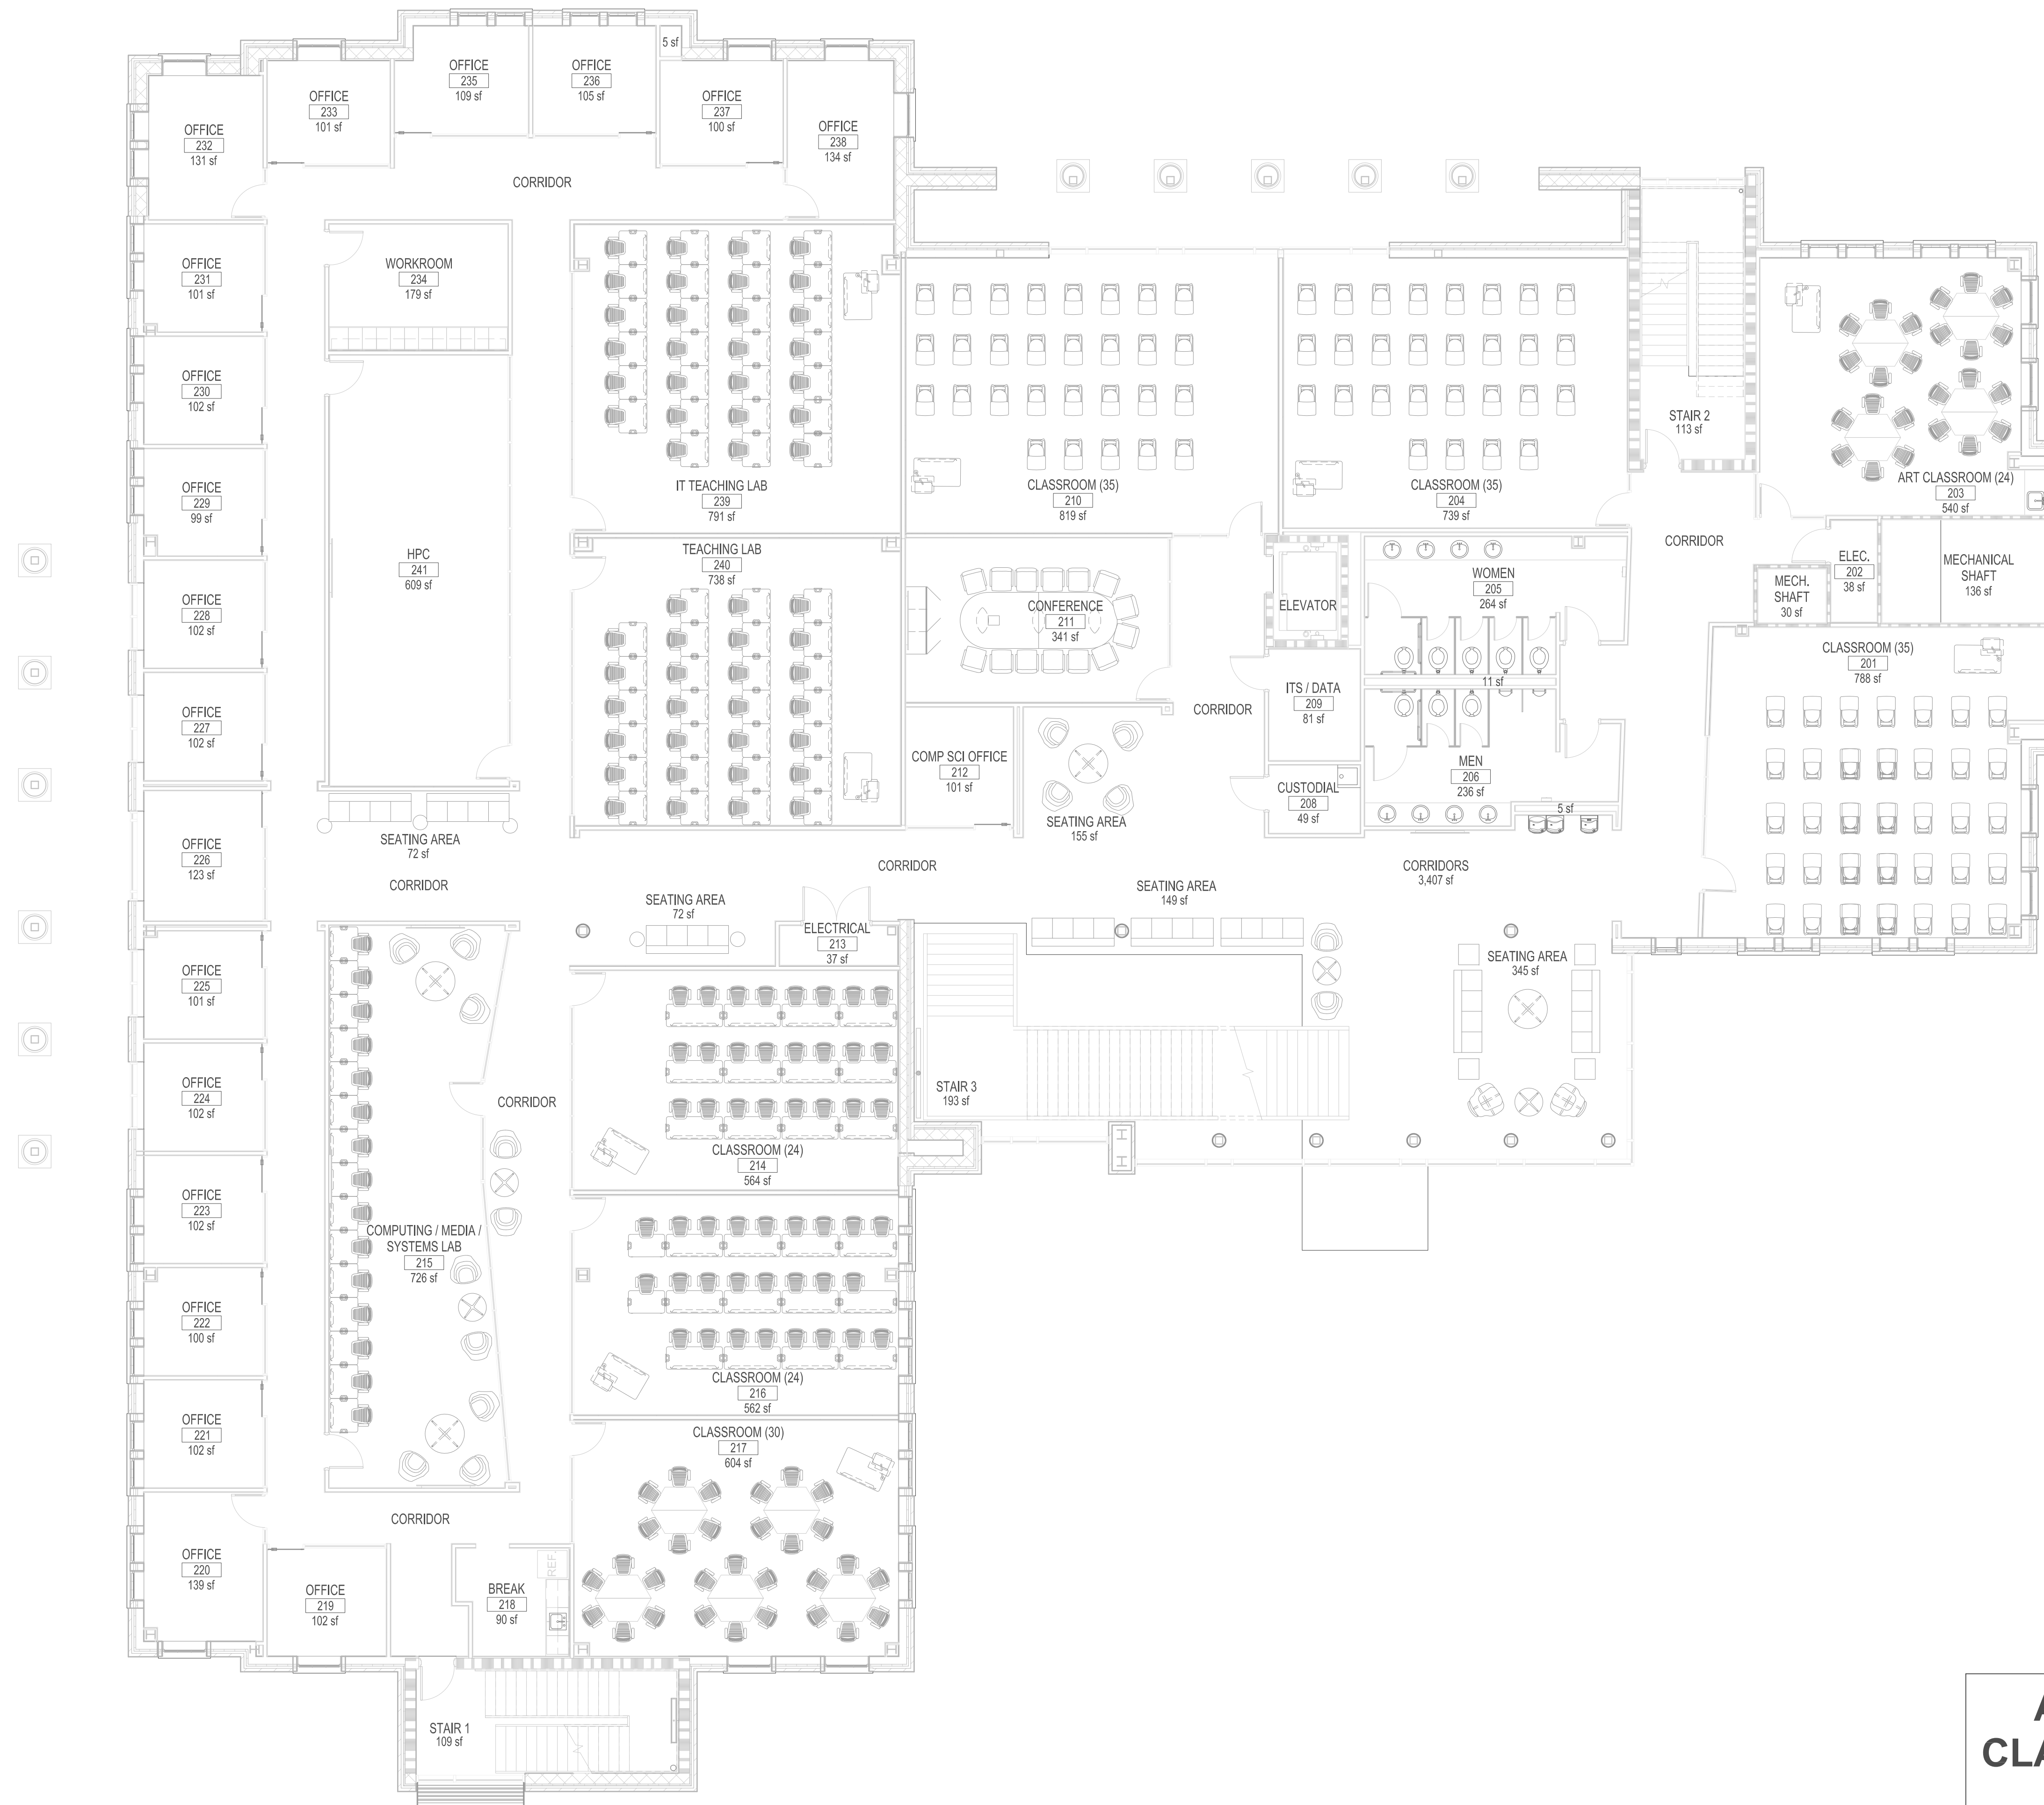 5 sf
OFFICE
235
109 sf
OFFICE
236
105 sf
OFFICE
233
101 sf
OFFICE
237
100 sf
OFFICE
232
131 sf
OFFICE
238
134 sf
CORRIDOR
OFFICE
231
101 sf
WORKROOM
234
179 sf
OFFICE
230
102 sf
STAIR 2
113 sf
OFFICE
229
99 sf
IT TEACHING LAB
239
791 sf
CLASSROOM (35)
210
819 sf
CLASSROOM (35)
204
739 sf
ART CLASSROOM (24)
203
540 sf
HPC
241
609 sf
TEACHING LAB
240
738 sf
CORRIDOR
ELEC.
202
38 sf
MECHANICAL
SHAFT
136 sf
MECH.
SHAFT
30 sf
WOMEN
205
264 sf
OFFICE
228
102 sf
CONFERENCE
211
341 sf
ELEVATOR
CLASSROOM (35)
201
788 sf
11 sf
OFFICE
227
102 sf
ITS / DATA
209
81 sf
CORRIDOR
COMP SCI OFFICE
212
101 sf
MEN
206
236 sf
CUSTODIAL
208
49 sf
5 sf
SEATING AREA
155 sf
OFFICE
226
123 sf
SEATING AREA
72 sf
CORRIDOR
CORRIDORS
3,407 sf
CORRIDOR
SEATING AREA
149 sf
SEATING AREA
72 sf
ELECTRICAL
213
37 sf
SEATING AREA
345 sf
OFFICE
225
101 sf
OFFICE
224
102 sf
STAIR 3
193 sf
CORRIDOR
CLASSROOM (24)
214
564 sf
OFFICE
223
102 sf
COMPUTING / MEDIA /
SYSTEMS LAB
215
726 sf
OFFICE
222
100 sf
CLASSROOM (24)
216
562 sf
OFFICE
221
102 sf
CLASSROOM (30)
217
604 sf
CORRIDOR
OFFICE
220
139 sf
OFFICE
219
102 sf
REF.
BREAK
218
90 sf
STAIR 1
109 sf